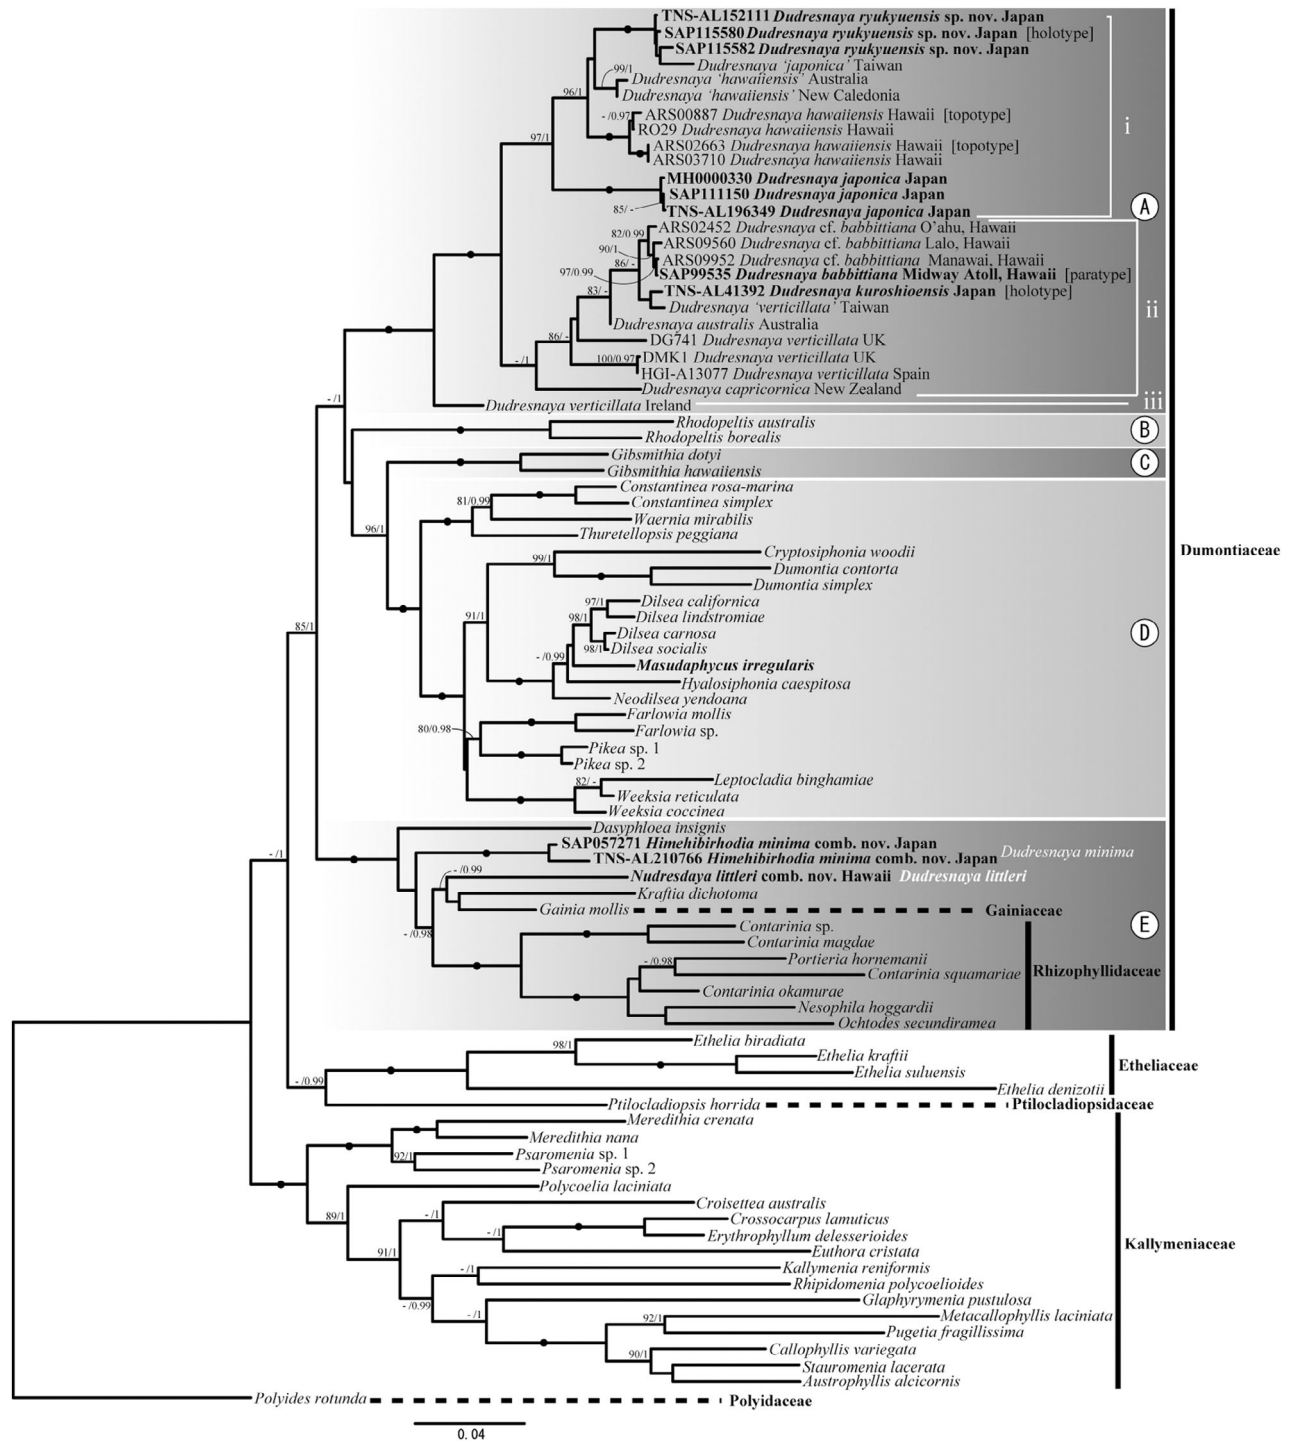 TNS-AL152111 Dudresnaya ryukyuensis sp. nov. Japan
SAP115580 Dudresnaya ryukyuensis sp. nov. Japan [holotype]
SAP115582 Dudresnaya ryukyuensis sp. nov. Japan
Dudresnaya ‘japonica’ Taiwan
99/1
Dudresnaya ‘hawaiiensis’ Australia
96/1
Dudresnaya ‘hawaiiensis’ New Caledonia
- /0.97
ARS00887 Dudresnaya hawaiiensis Hawaii [topotype]
i
RO29 Dudresnaya hawaiiensis Hawaii
97/1
ARS02663 Dudresnaya hawaiiensis Hawaii [topotype]
ARS03710 Dudresnaya hawaiiensis Hawaii
MH0000330 Dudresnaya japonica Japan
SAP111150 Dudresnaya japonica Japan
85/ -
TNS-AL196349 Dudresnaya japonica Japan
A
ARS02452 Dudresnaya cf. babbittiana O’ahu, Hawaii
82/0.99
ARS09560 Dudresnaya cf. babbittiana Lalo, Hawaii
90/1
ARS09952 Dudresnaya cf. babbittiana Manawai, Hawaii
86/ -
97/0.99
SAP99535 Dudresnaya babbittiana Midway Atoll, Hawaii [paratype]
83/ -
TNS-AL41392 Dudresnaya kuroshioensis Japan [holotype]
Dudresnaya ‘verticillata’ Taiwan
ii
Dudresnaya australis Australia
86/ -
DG741 Dudresnaya verticillata UK
- /1
100/0.97
DMK1 Dudresnaya verticillata UK
HGI-A13077 Dudresnaya verticillata Spain
Dudresnaya capricornica New Zealand
- /1
Dudresnaya verticillata Ireland
iii
Rhodopeltis australis
B
Rhodopeltis borealis
Gibsmithia dotyi
C
Gibsmithia hawaiiensis
Constantinea rosa-marina
81/0.99
Constantinea simplex
Waernia mirabilis
96/1
Thuretellopsis peggiana
Cryptosiphonia woodii
Dumontiaceae
99/1
Dumontia contorta
Dumontia simplex
97/1
Dilsea californica
91/1
98/1
Dilsea lindstromiae
85/1
Dilsea carnosa
D
98/1
Dilsea socialis
- /0.99
Masudaphycus irregularis
Hyalosiphonia caespitosa
Neodilsea yendoana
Farlowia mollis
80/0.98
Farlowia sp.
Pikea sp. 1
Pikea sp. 2
82/ -
Leptocladia binghamiae
Weeksia reticulata
Weeksia coccinea
Dasyphloea insignis
SAP057271 Himehibirhodia minima comb. nov. Japan
- /1
TNS-AL210766 Himehibirhodia minima comb. nov. Japan Dudresnaya minima
- /0.99
Nudresdaya littleri comb. nov. Hawaii Dudresnaya littleri
Kraftia dichotoma
Gainia mollis
Gainiaceae
E
- /0.98
Contarinia sp.
Contarinia magdae
Portieria hornemanii
- /0.98
Contarinia squamariae
Rhizophyllidaceae
Contarinia okamurae
Nesophila hoggardii
Ochtodes secundiramea
98/1
Ethelia biradiata
Ethelia kraftii
Etheliaceae
Ethelia suluensis
- /0.99
Ethelia denizotii
Ptilocladiopsis horrida
Ptilocladiopsidaceae
Meredithia crenata
Meredithia nana
92/1
Psaromenia sp. 1
Psaromenia sp. 2
Polycoelia laciniata
Croisettea australis
89/1
- /1
Crossocarpus lamuticus
- /1
Erythrophyllum delesserioides
91/1
Euthora cristata
Kallymeniaceae
- /1
Kallymenia reniformis
Rhipidomenia polycoelioides
- /0.99
Glaphyrymenia pustulosa
- /1
92/1
Metacallophyllis laciniata
Pugetia fragillissima
90/1
Callophyllis variegata
Stauromenia lacerata
Austrophyllis alcicornis
Polyides rotunda
Polyidaceae
0.04